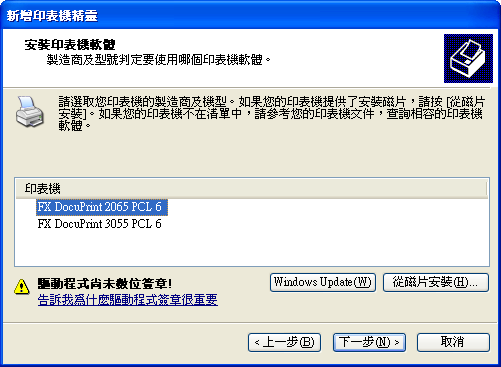 新增印表機精靈
安裝印表機軟體
製造商及型號判定要使用哪個印表機軟體。
請選取您印表機的製造商及機型。如果您的印表機提供了安裝磁片，請按 [從磁片
安裝]。如果您的印表機不在清單中，請參考您的印表機文件，查詢相容的印表機
軟體。
印表機
FX DocuPrint 2065 PCL 6
FX DocuPrint 3055 PCL 6
驅動程式尚未數位簽章!
告訴我爲什麼驅動程式簽章很重要
Windows Update(W)
從磁片安裝(H)...
< 上一步(B)
下一步(N) >
取消